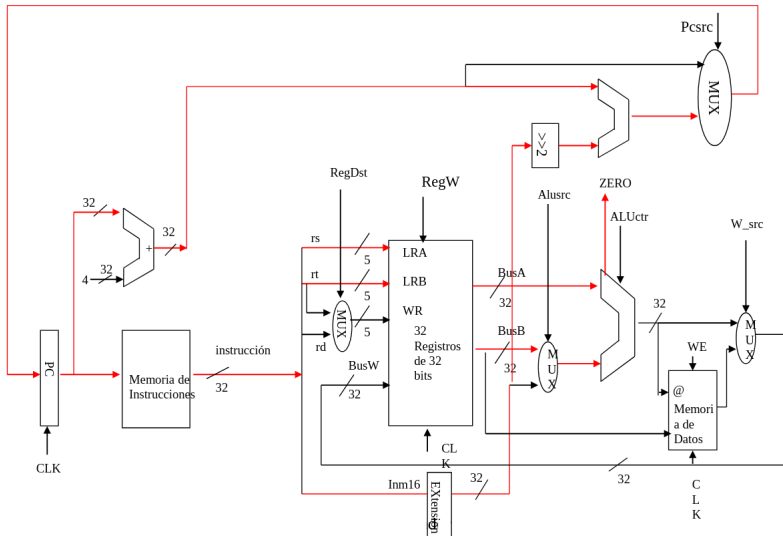 Pcsrc
MUX
>>2
RegDst
RegW
Alusrc
ZERO
ALUctr
W_src
32
32
+
32
4
rs
5
LRA
rt
5
LRB
MUX
WR
5
rd
32
Registros
de 32
bits
BusA
32
BusB
32
BusW
32
M
U
X
32
M
U
X
WE
@
Memori
a de
Datos
PC
Memoria de
Instrucciones
instrucción
32
CLK
CL
K
Inm16
EXtension
32
32
C
L
K